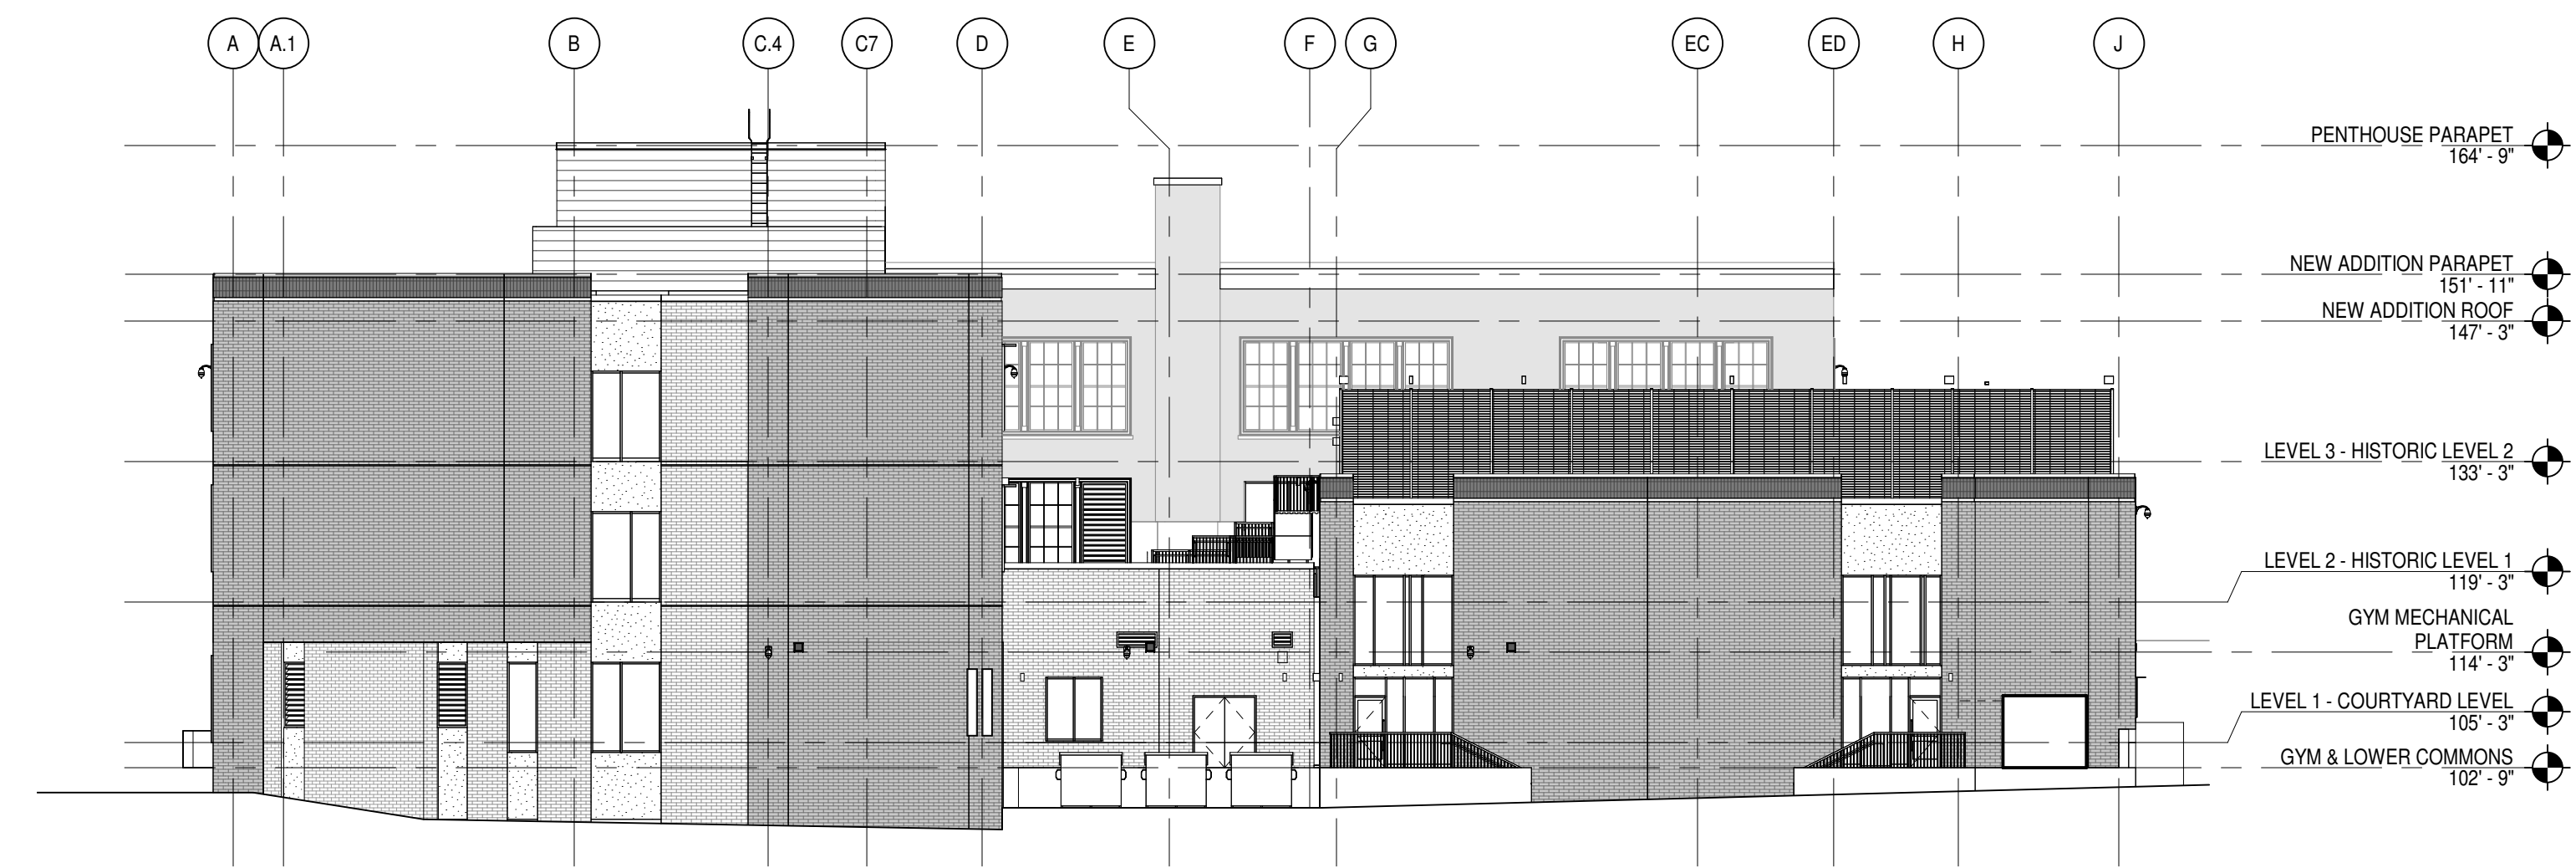 A A.1 B C.4 C7 D E F G EC ED H J
PENTHOUSE PARAPET
164' - 9"
NEW ADDITION PARAPET
151' - 11"
NEW ADDITION ROOF
147' - 3"
LEVEL 3 - HISTORIC LEVEL 2
133' - 3"
LEVEL 2 - HISTORIC LEVEL 1
119' - 3"
GYM MECHANICAL
PLATFORM
114' - 3"
LEVEL 1 - COURTYARD LEVEL
105' - 3"
GYM & LOWER COMMONS
102' - 9"